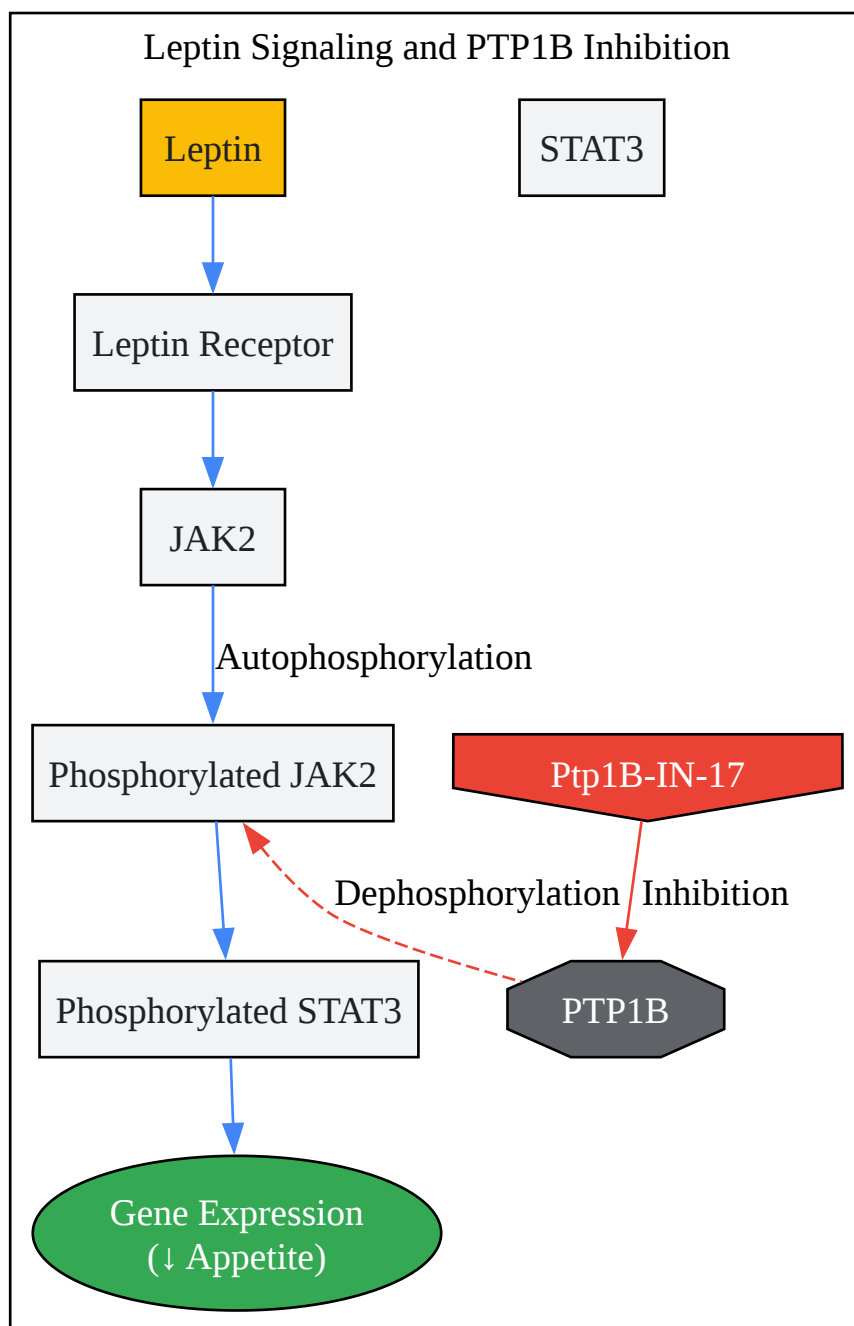 Leptin Signaling and PTP1B Inhibition
Leptin
STAT3
Leptin Receptor
JAK2
Autophosphorylation
Phosphorylated JAK2
Ptp1B-IN-17
Dephosphorylation
Inhibition
Phosphorylated STAT3
PTP1B
Gene Expression
(↓ Appetite)